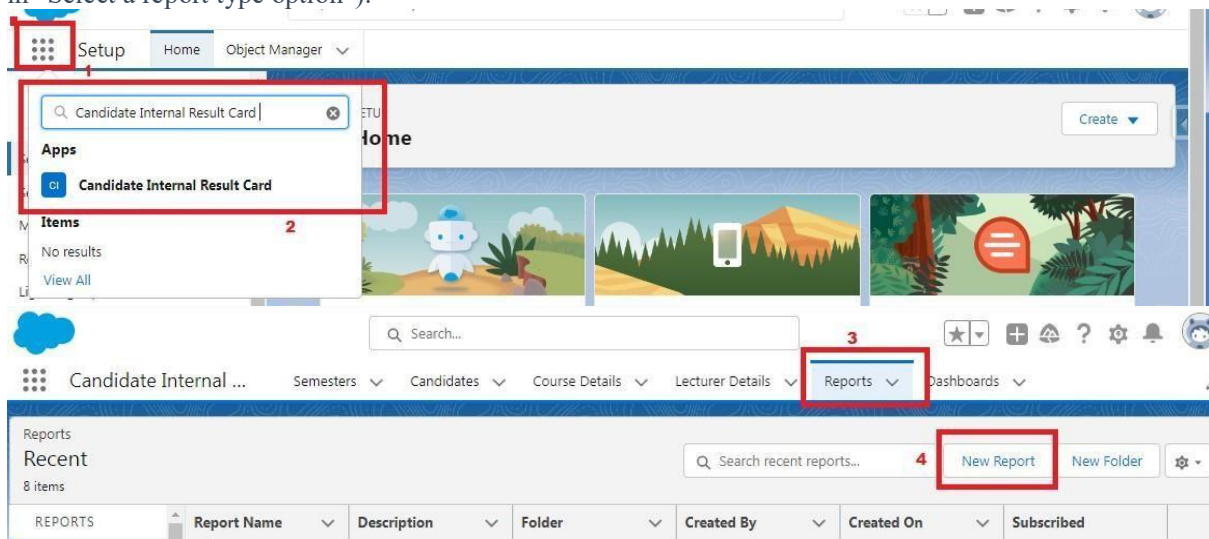 in "Select a report type option").
Setup Home Object Manager
1
Candidate Internal Result Card
Home
Create
Apps
CI Candidate Internal Result Card
Items
2
No results
View All
3
Search...
Candidate Internal ... Semesters Candidates Course Details Lecturer Details Reports Dashboards
Reports
Recent
8 items
Search recent reports...
4
New Report New Folder
REPORTS Report Name Description Folder Created By Created On Subscribed